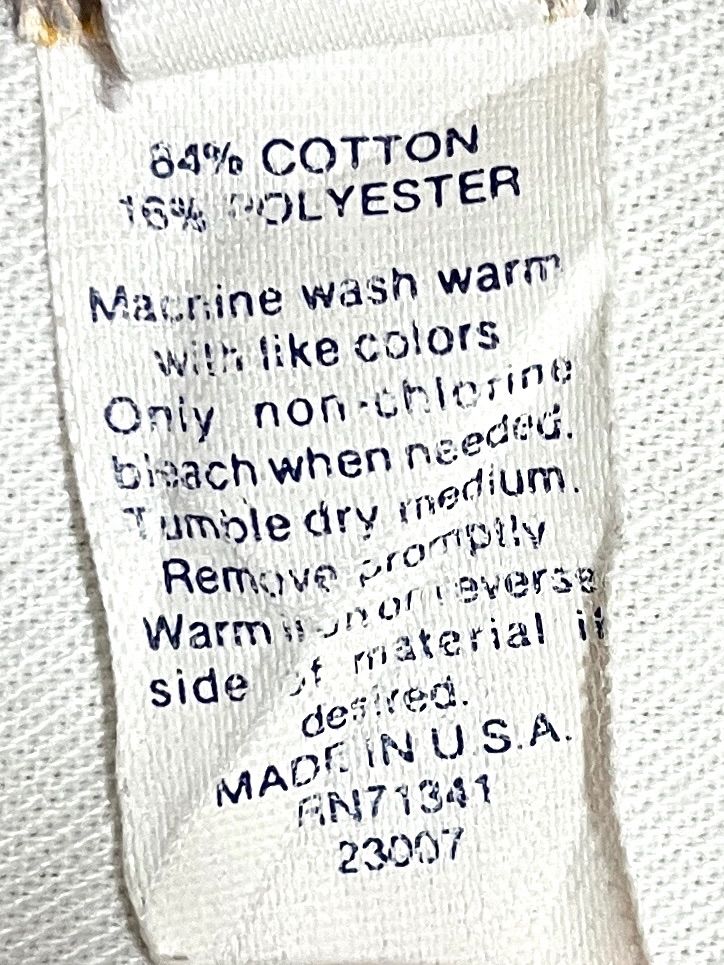 84% COTTON
16% POLYESTER
Machine wash warm
with like colors
Only non-chlorine
bleach when needed.
Tumble dry medium.
Remove promptly
Warm iron on reverse
side of material if
desired.
MADE IN U.S.A.
RN71341
23007